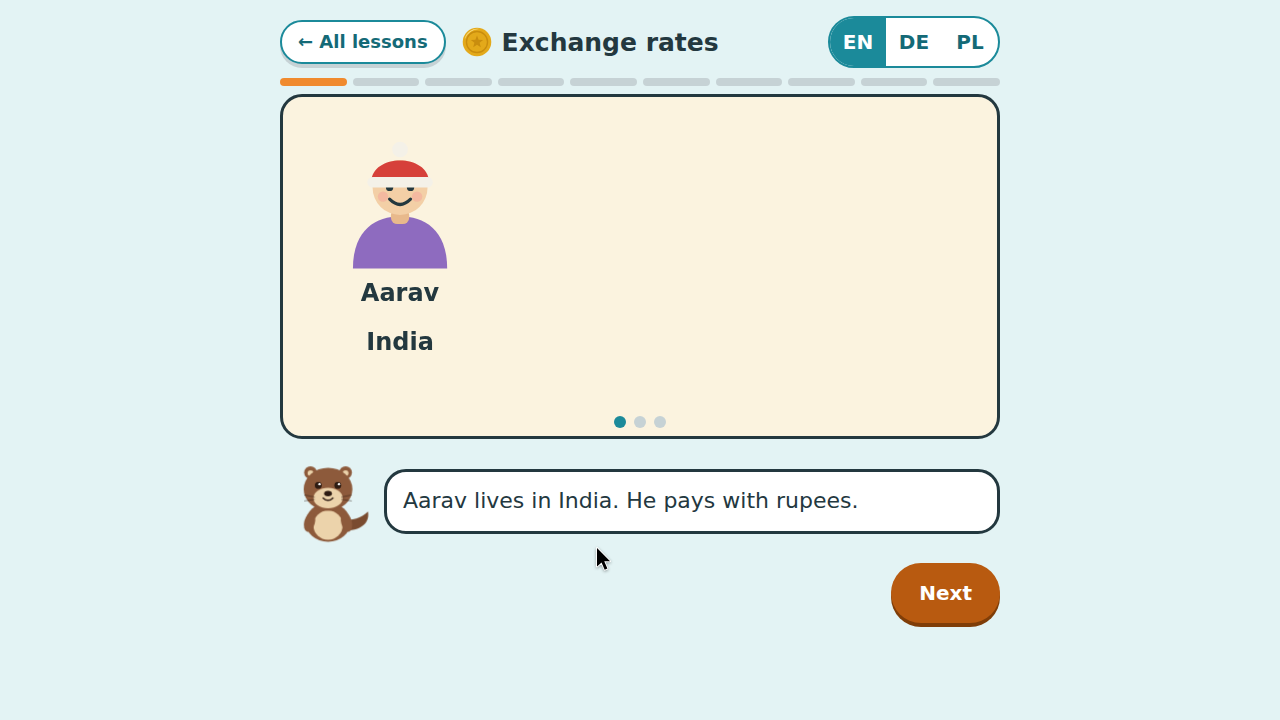 ← All lessons
Exchange rates
EN DE PL
Aarav
India
Aarav lives in India. He pays with rupees.
Next